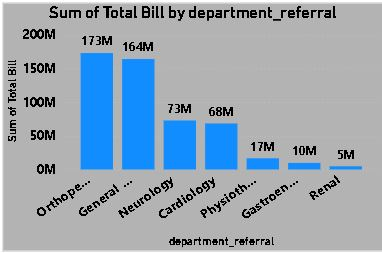 Sum of Total Bill by department_referral
200M
150M
100M
50M
0M
Sum of Total Bill
173M
164M
73M
68M
17M
10M
5M
Orthope...
General ...
Neurology
Cardiology
Physioth...
Gastroen...
Renal
department_referral